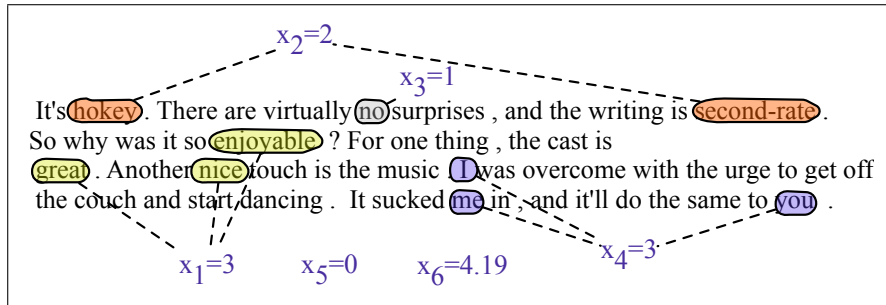 x2=2
x3=1
It's hokey . There are virtually no surprises , and the writing is second-rate .
So why was it so enjoyable ? For one thing , the cast is
great . Another nice touch is the music . I was overcome with the urge to get off
the couch and start dancing . It sucked me in , and it'll do the same to you .
x1=3 x5=0 x6=4.19 x4=3